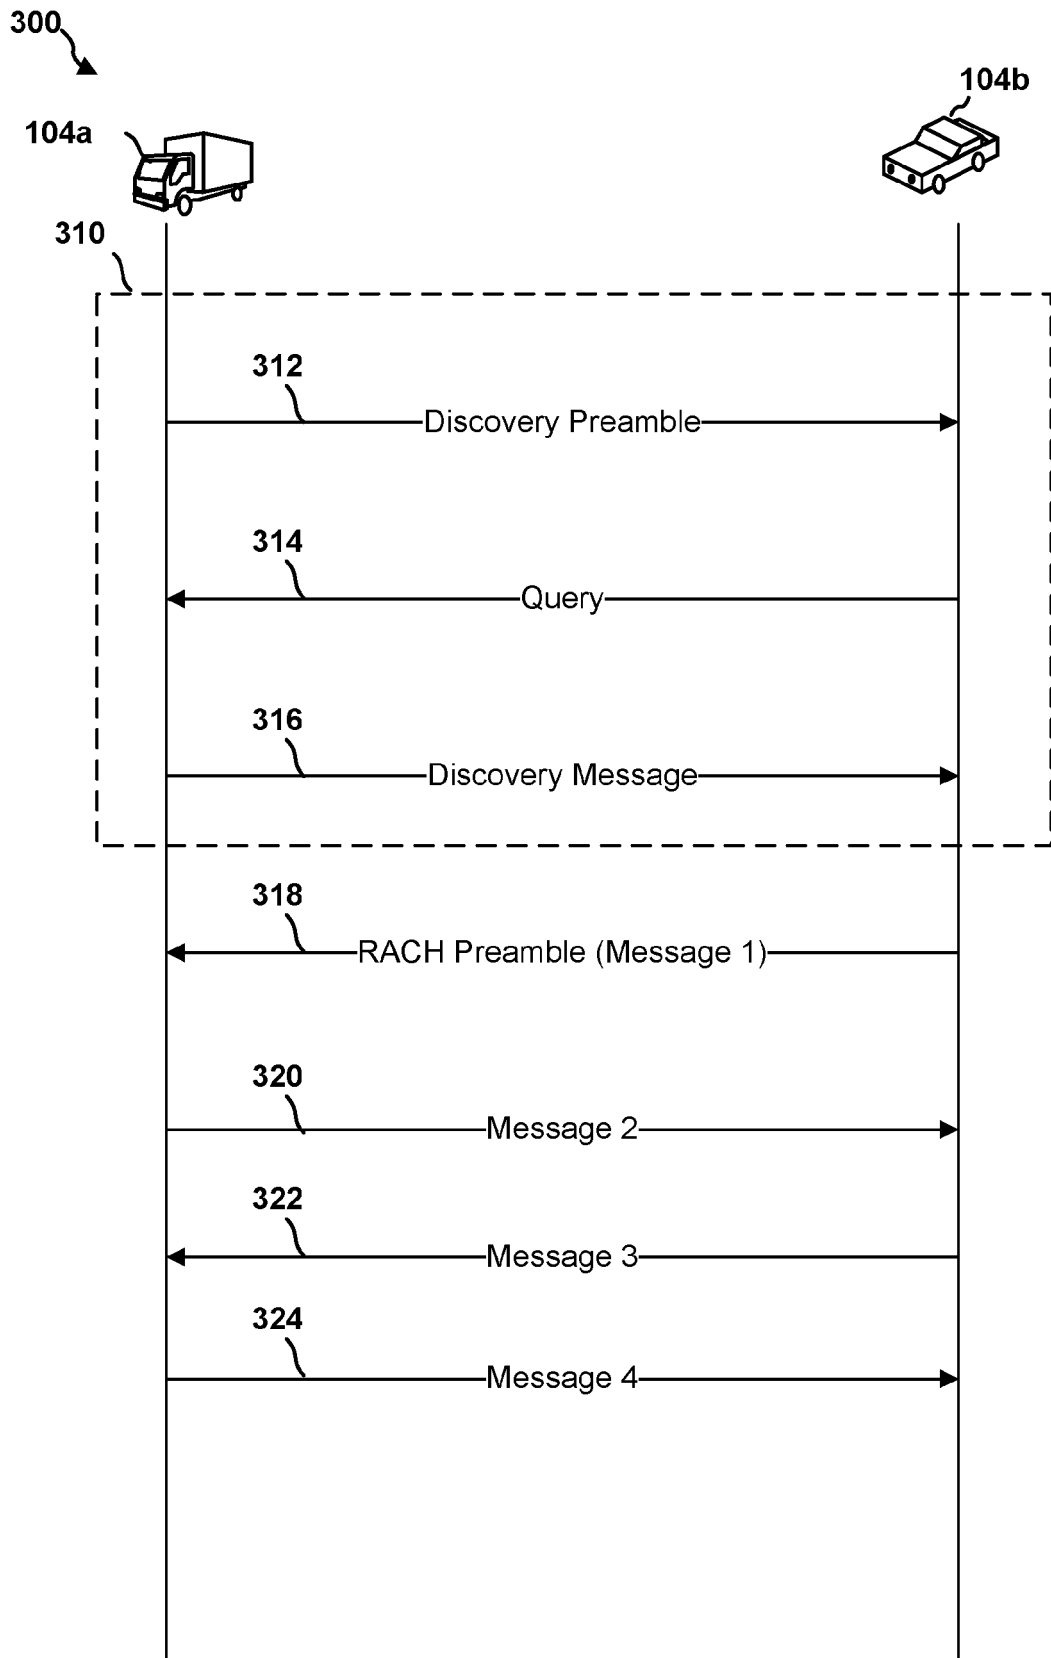 300
104b
104a
310
312
Discovery Preamble
314
Query
316
Discovery Message
318
RACH Preamble (Message 1)
320
Message 2
322
Message 3
324
Message 4